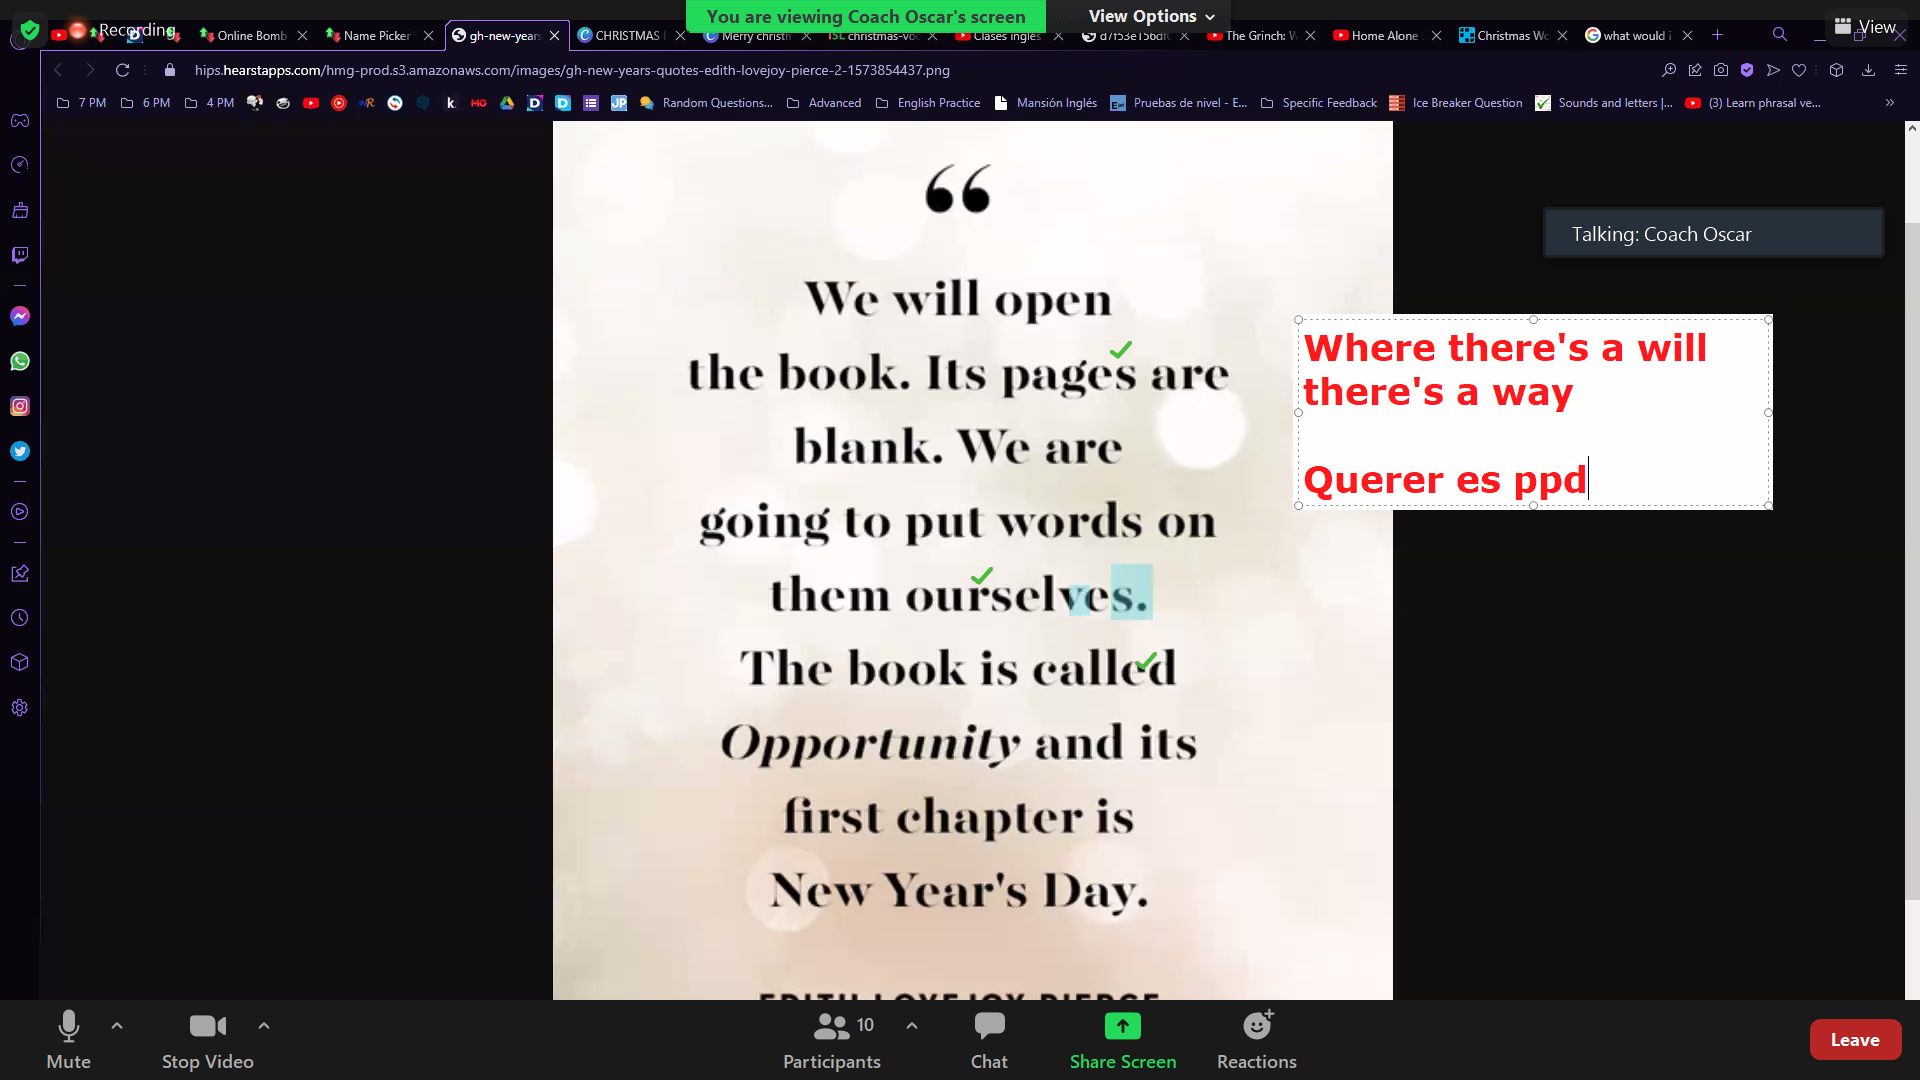 You are viewing Coach Oscar's screen
View Options
Recording
View
Online Bomb
Name Picker
gh-new-years
CHRISTMAS
Merry christm
christmas-voc
Clases Inglés
The Grinch: W
Home Alone
Christmas Wo
what would i
hips.hearstapps.com/hmg-prod.s3.amazonaws.com/images/gh-new-years-quotes-edith-lovejoy-pierce-2-1573854437.png
7 PM
6 PM
4 PM
Random Questions...
Advanced
English Practice
Mansión Inglés
Pruebas de nivel - E...
Specific Feedback
Ice Breaker Question
Sounds and letters |...
(3) Learn phrasal ve...
Talking: Coach Oscar
“
We will open
the book. Its pages are
blank. We are
going to put words on
them ourselves.
The book is called
Opportunity and its
first chapter is
New Year's Day.
EDITH LOVEJOY PIERCE
Where there's a will
there's a way
Querer es ppd
Mute
Stop Video
10
Participants
Chat
Share Screen
Reactions
Leave